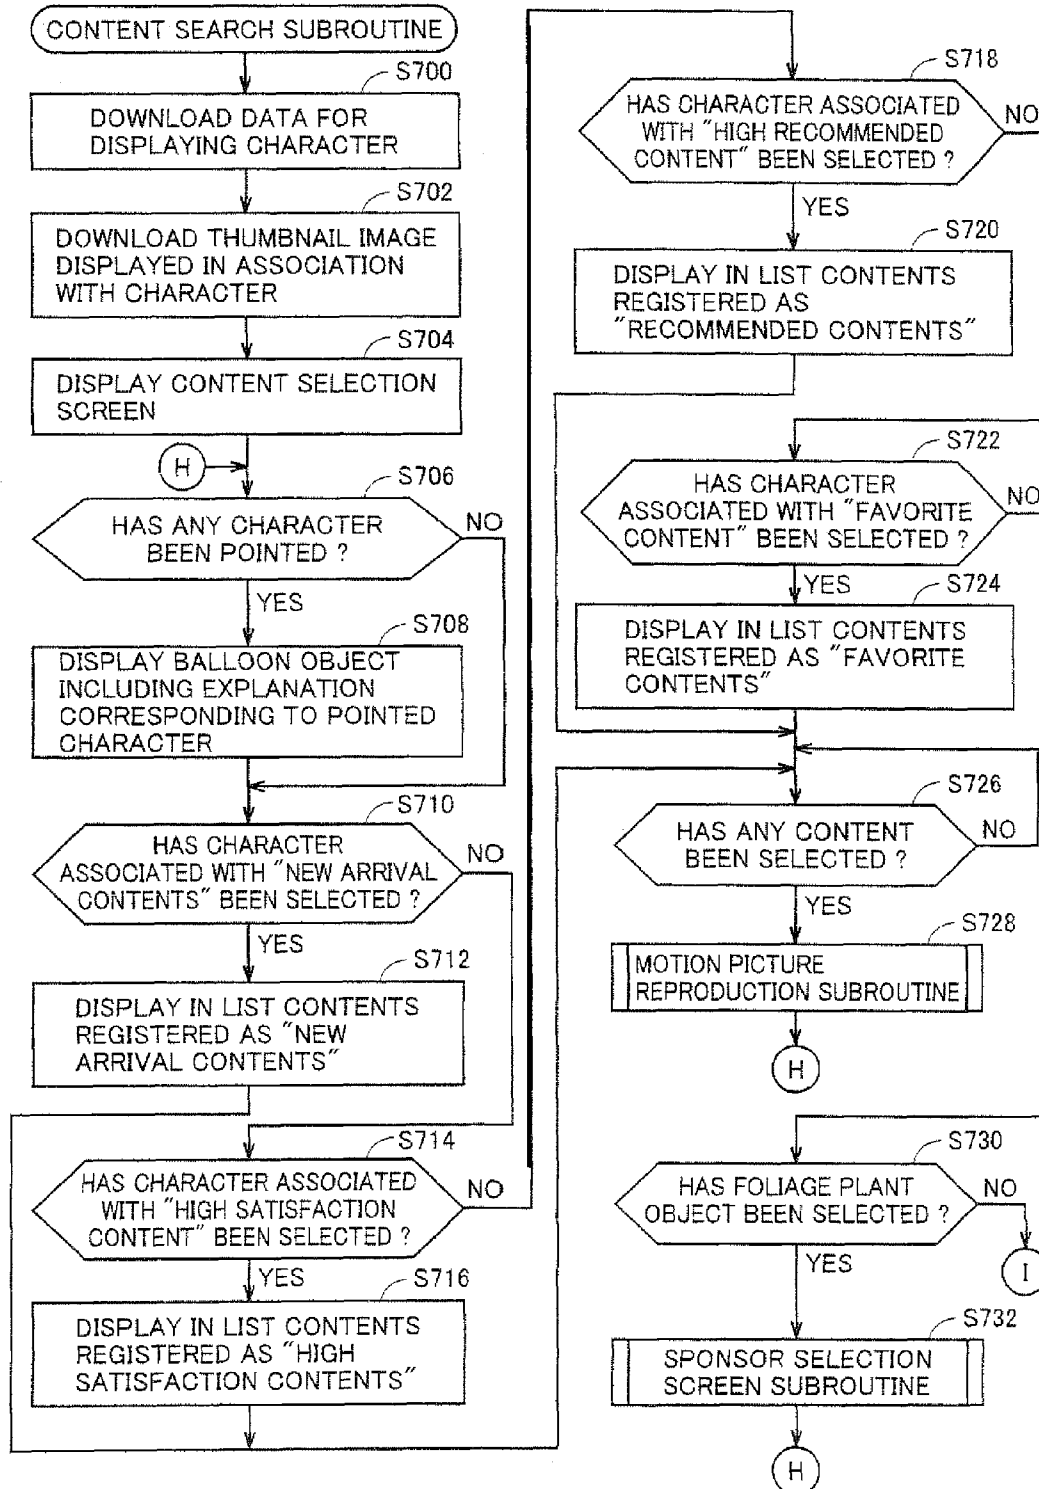 CONTENT SEARCH SUBROUTINE
S700
DOWNLOAD DATA FOR
DISPLAYING CHARACTER
S702
DOWNLOAD THUMBNAIL IMAGE
DISPLAYED IN ASSOCIATION
WITH CHARACTER
S704
DISPLAY CONTENT SELECTION
SCREEN
H
S706
HAS ANY CHARACTER
BEEN POINTED ?
NO
YES
S708
DISPLAY BALLOON OBJECT
INCLUDING EXPLANATION
CORRESPONDING TO POINTED
CHARACTER
S710
HAS CHARACTER
ASSOCIATED WITH "NEW ARRIVAL
CONTENTS" BEEN SELECTED ?
NO
YES
S712
DISPLAY IN LIST CONTENTS
REGISTERED AS "NEW
ARRIVAL CONTENTS"
S714
HAS CHARACTER ASSOCIATED
WITH "HIGH SATISFACTION
CONTENT" BEEN SELECTED ?
NO
YES
S716
DISPLAY IN LIST CONTENTS
REGISTERED AS "HIGH
SATISFACTION CONTENTS"
S718
HAS CHARACTER ASSOCIATED
WITH "HIGH RECOMMENDED
CONTENT" BEEN SELECTED ?
NO
YES
S720
DISPLAY IN LIST CONTENTS
REGISTERED AS
"RECOMMENDED CONTENTS"
S722
HAS CHARACTER
ASSOCIATED WITH "FAVORITE
CONTENT" BEEN SELECTED ?
NO
YES
S724
DISPLAY IN LIST CONTENTS
REGISTERED AS "FAVORITE
CONTENTS"
S726
HAS ANY CONTENT
BEEN SELECTED ?
NO
YES
S728
MOTION PICTURE
REPRODUCTION SUBROUTINE
H
S730
HAS FOLIAGE PLANT
OBJECT BEEN SELECTED ?
NO
I
YES
S732
SPONSOR SELECTION
SCREEN SUBROUTINE
H